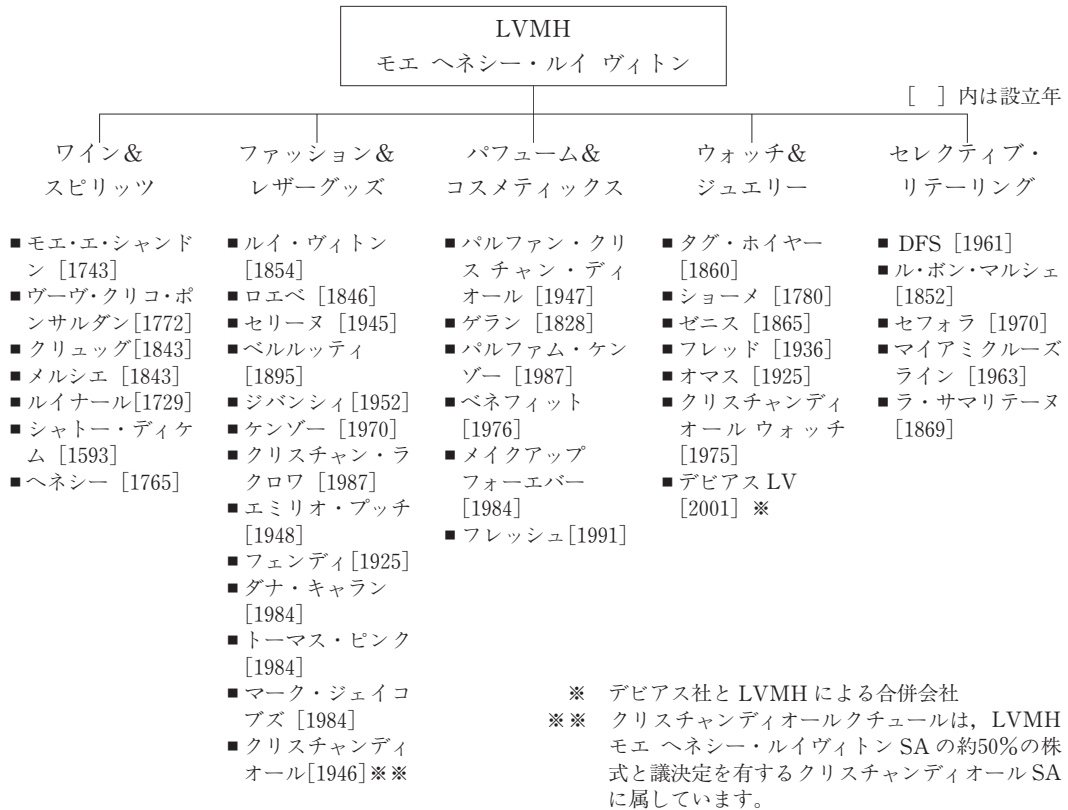 LVMH
モエ ヘネシー・ルイ ヴィトン
[　] 内は設立年
ワイン&
スピリッツ
■モエ・エ・シャンド
ン [1743]
■ヴーヴ・クリコ・ポ
ンサルダン[1772]
■クリュッグ[1843]
■メルシエ [1843]
■ルイナール[1729]
■シャトー・ディケ
ム [1593]
■ヘネシー [1765]
ファッション&
レザーグッズ
■ルイ・ヴィトン
[1854]
■ロエベ [1846]
■セリーヌ [1945]
■ベルルッティ
[1895]
■ジバンシィ[1952]
■ケンゾー [1970]
■クリスチャン・ラ
クロワ [1987]
■エミリオ・プッチ
[1948]
■フェンディ[1925]
■ダナ・キャラン
[1984]
■トーマス・ピンク
[1984]
■マーク・ジェイコ
ブズ [1984]
■クリスチャンディ
オール[1946]※※
パフューム&
コスメティックス
■パルファン・クリ
スチャン・ディ
オール [1947]
■ゲラン [1828]
■パルファム・ケン
ゾー [1987]
■ベネフィット
[1976]
■メイクアップ
フォーエバー
[1984]
■フレッシュ[1991]
ウォッチ&
ジュエリー
■タグ・ホイヤー
[1860]
■ショーメ [1780]
■ゼニス [1865]
■フレッド [1936]
■オマス [1925]
■クリスチャンディ
オール ウォッチ
[1975]
■デビアス LV
[2001] ※
セレクティブ・
リテーリング
■ DFS [1961]
■ル・ボン・マルシェ
[1852]
■セフォラ [1970]
■マイアミクルーズ
ライン [1963]
■ラ・サマリテーヌ
[1869]
※　デビアス社と LVMH による合併会社
※※　クリスチャンディオールクチュールは，LVMH
モエ ヘネシー・ルイヴィトン SA の約50%の株
式と議決定を有するクリスチャンディオール SA
に属しています。